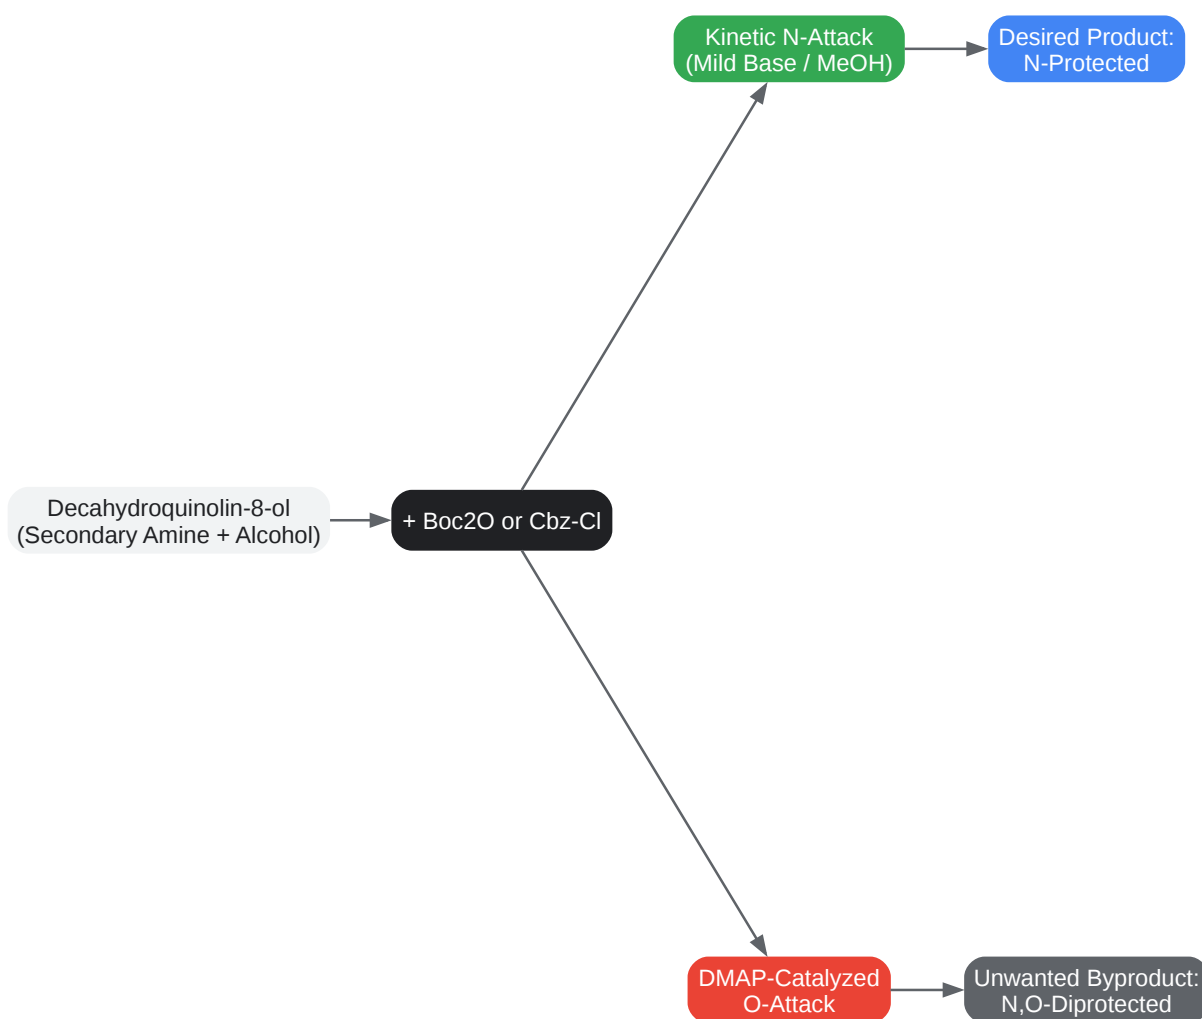 Kinetic N-Attack
(Mild Base / MeOH)
Desired Product:
N-Protected
Decahydroquinolin-8-ol
(Secondary Amine + Alcohol)
+ Boc2O or Cbz-Cl
DMAP-Catalyzed
O-Attack
Unwanted Byproduct:
N,O-Diprotected